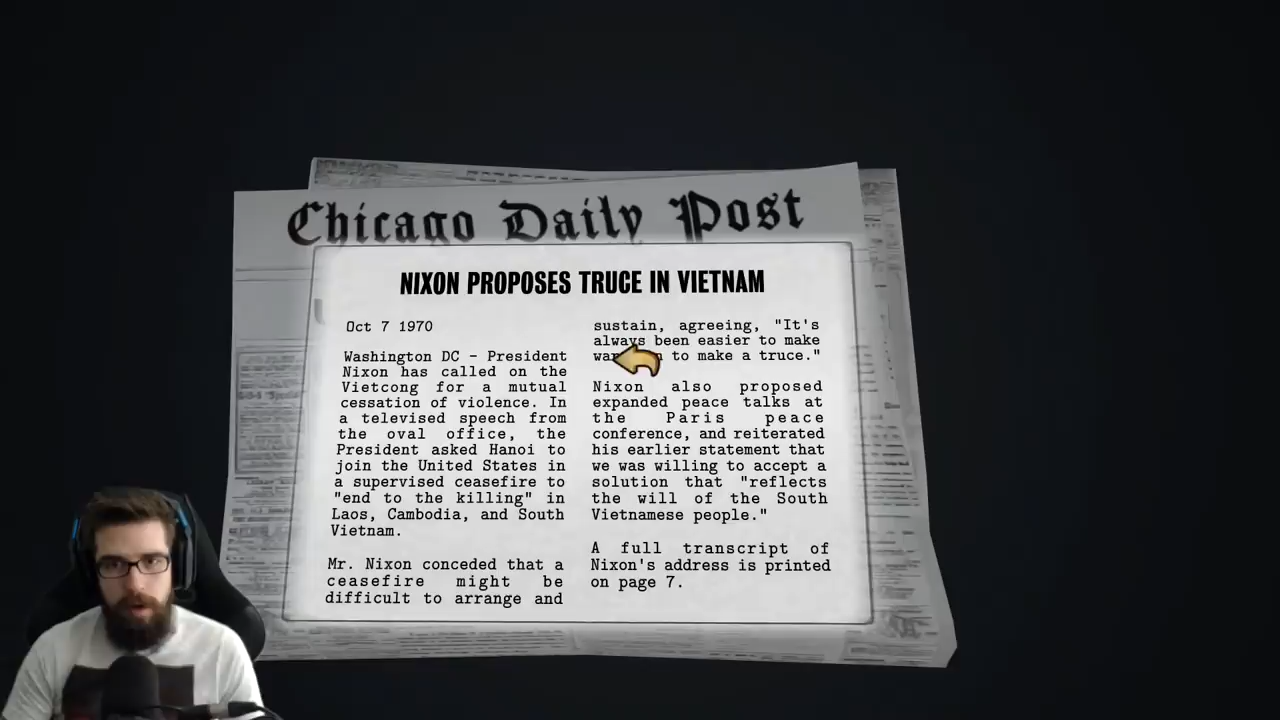 Chicago Daily Post
NIXON PROPOSES TRUCE IN VIETNAM
Oct 7 1970
Washington DC - President
Nixon has called on the
Vietcong for a mutual
cessation of violence. In
a televised speech from
the oval office, the
President asked Hanoi to
join the United States in
a supervised ceasefire to
"end to the killing" in
Laos, Cambodia, and South
Vietnam.
Mr. Nixon conceded that a
ceasefire might be
difficult to arrange and
sustain, agreeing, "It's
always been easier to make
to make a truce."
Nixon also proposed
expanded peace talks at
the Paris peace
conference, and reiterated
his earlier statement that
we was willing to accept a
solution that "reflects
the will of the South
Vietnamese people."
A full transcript of
Nixon's address is printed
on page 7.